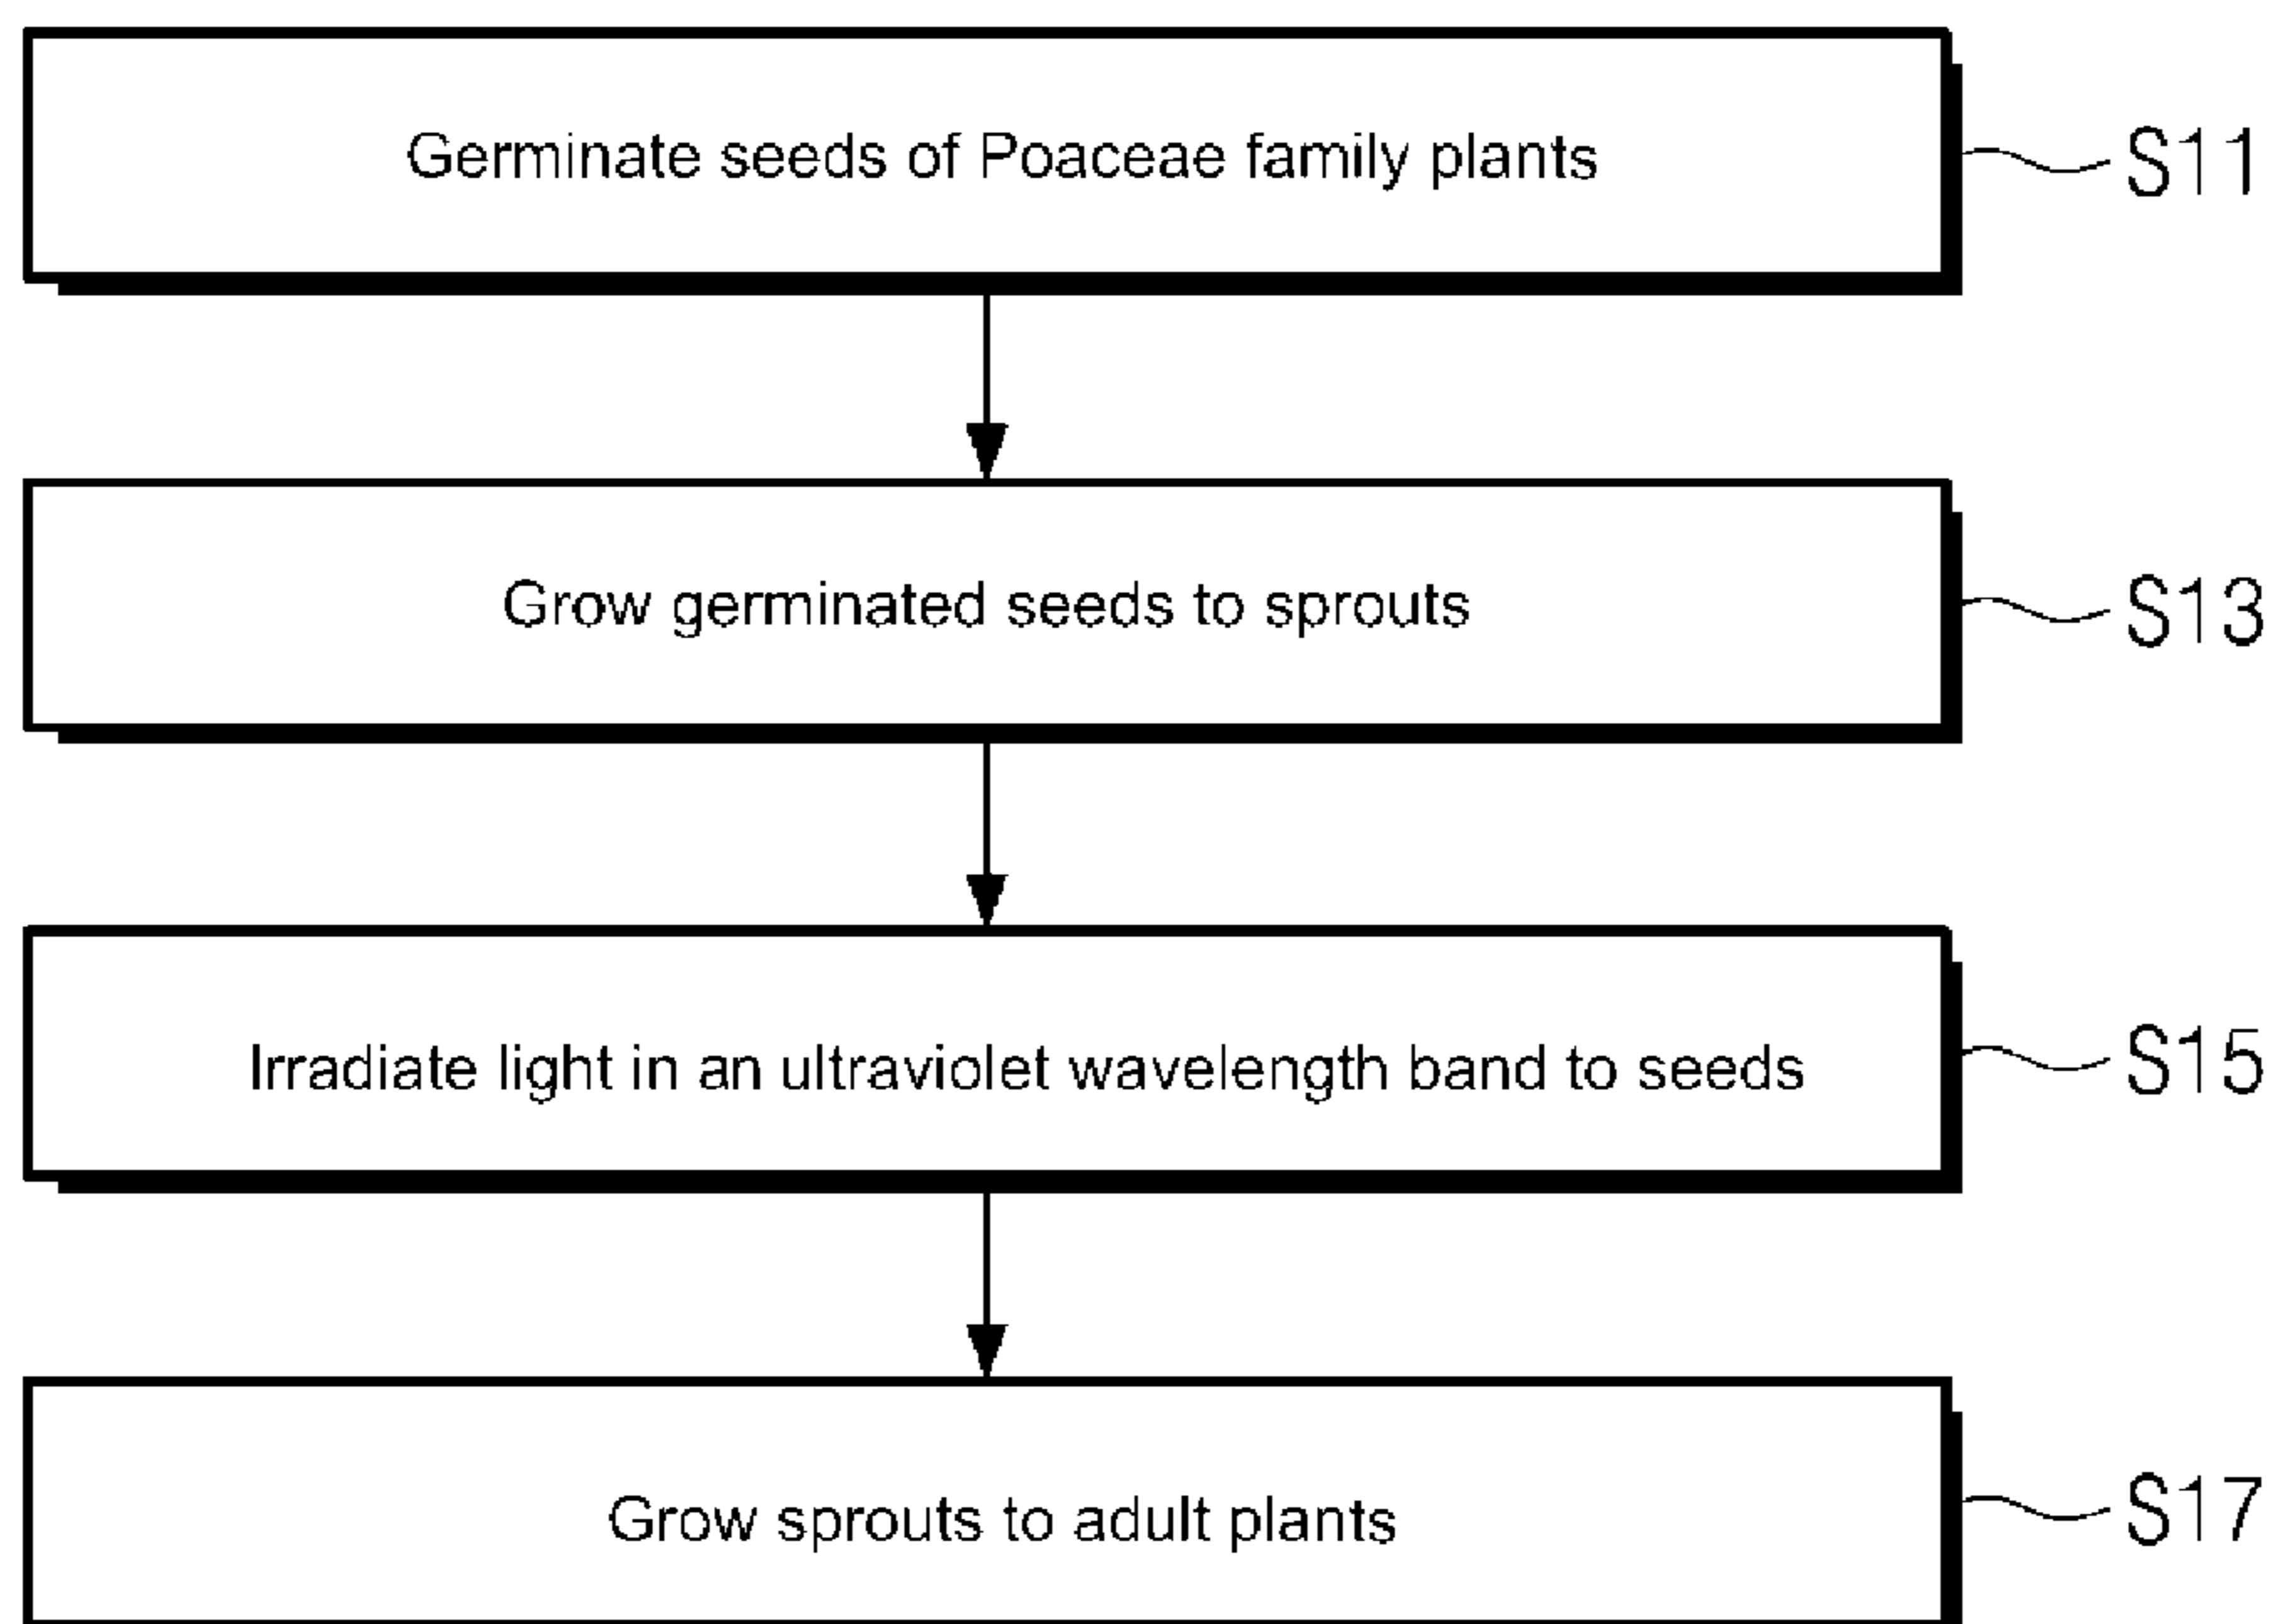 Germinate seeds of Poaceae family plants
S11
Grow germinated seeds to sprouts
S13
Irradiate light in an ultraviolet wavelength band to seeds
S15
Grow sprouts to adult plants
S17